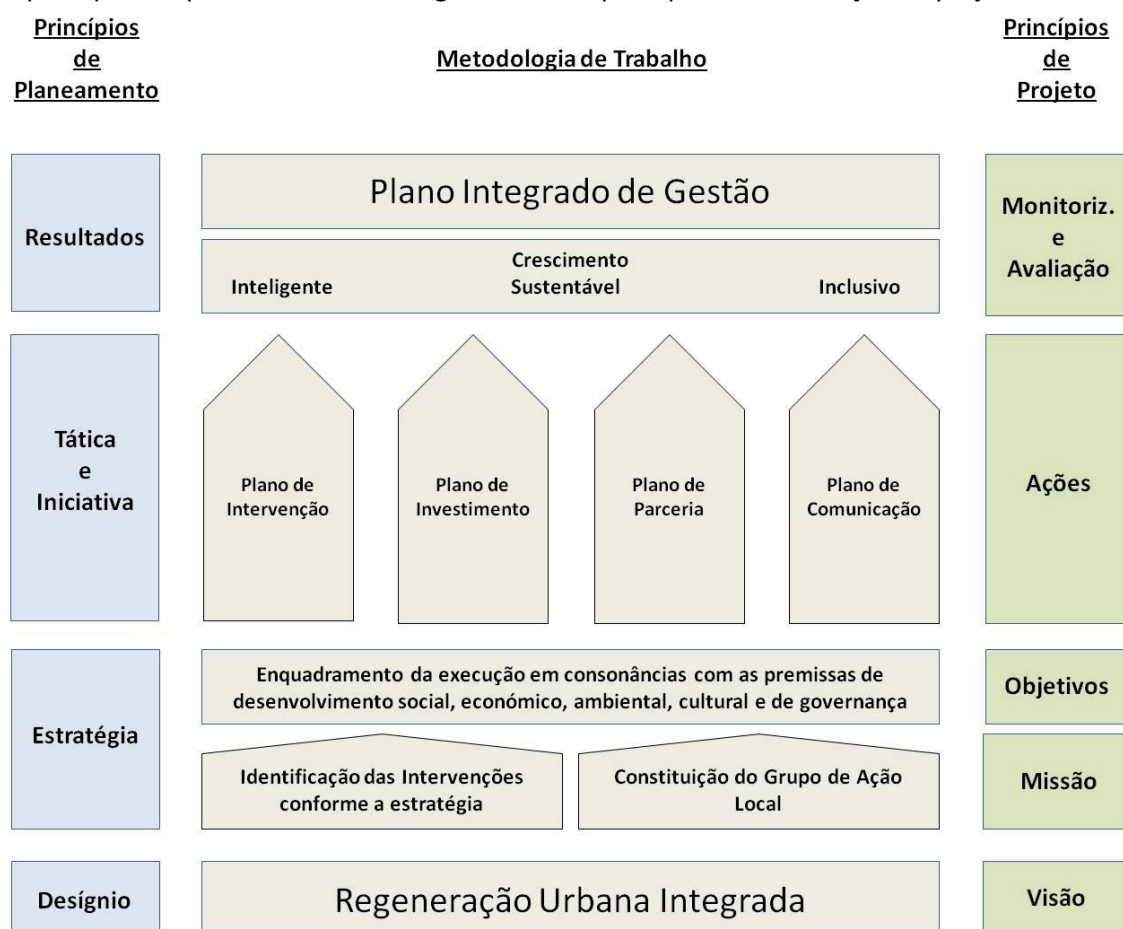 Princípios
de
Planeamento
Metodologia de Trabalho
Princípios
de
Projeto
Resultados
Plano Integrado de Gestão
Crescimento
Inteligente Sustentável Inclusivo
Monitoriz.
e
Avaliação
Tática
e
Iniciativa
Plano de
Intervenção
Plano de
Investimento
Plano de
Parceria
Plano de
Comunicação
Ações
Estratégia
Enquadramento da execução em consonâncias com as premissas de
desenvolvimento social, económico, ambiental, cultural e de governança
Objetivos
Identificação das Intervenções
conforme a estratégia
Constituição do Grupo de Ação
Local
Missão
Desígnio
Regeneração Urbana Integrada
Visão